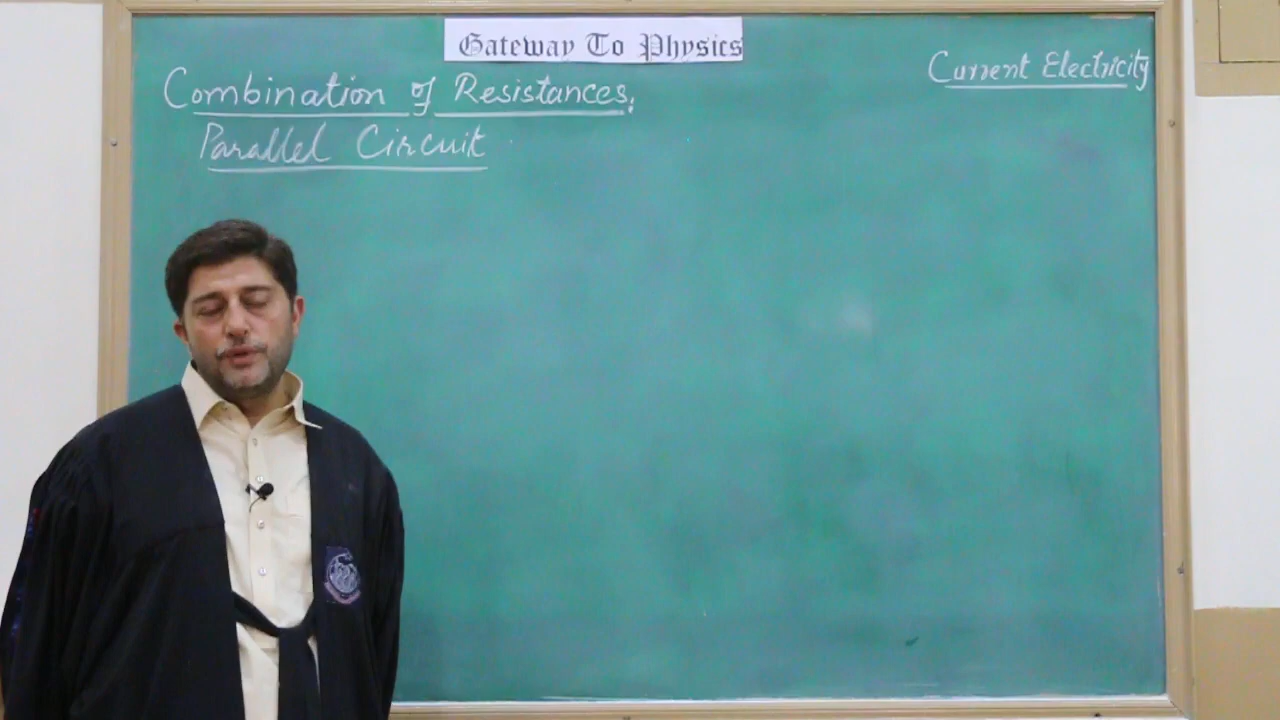 Gateway To Physics
Current Electricity
Combination of Resistances:
Parallel Circuit